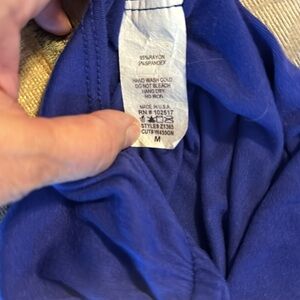 95%RAYON
5%SPANDEX
HAND WASH COLD
DO NOT BLEACH
HANG DRY
NO IRON
MADE IN U.S.A.
RN # 102517
STYLE# Z1363
M